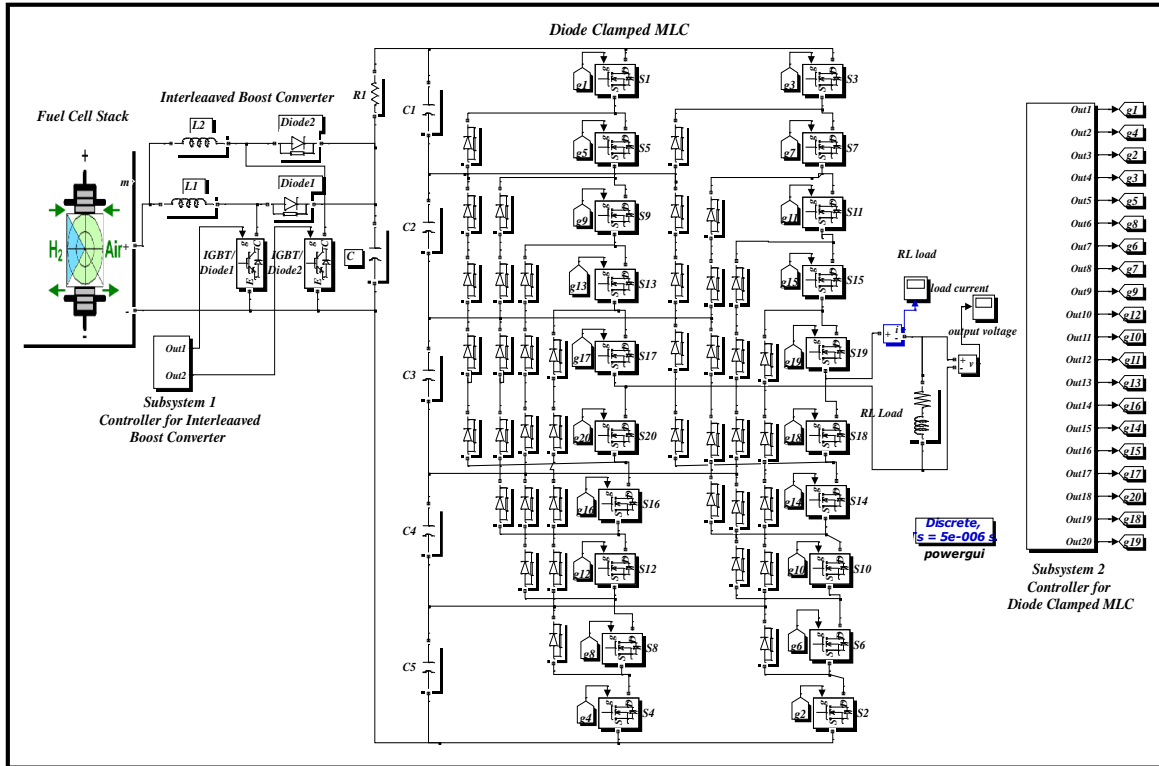 Diode Clamped MLC
Interleaaved Boost Converter
Fuel Cell Stack
+
m
+
-
H2
Air
L2
Diode2
L1
Diode1
IGBT/
Diode1
g
C
E
IGBT/
Diode2
g
C
E
R1
C
Out1
Out2
Subsystem 1
Controller for Interleaaved
Boost Converter
C1
C2
C3
C4
C5
g1
S1
g5
S5
g9
S9
g13
S13
g17
S17
g20
S20
g16
S16
g12
S12
g8
S8
g4
S4
g3
S3
g7
S7
g11
S11
g15
S15
g19
S19
g18
S18
g14
S14
g10
S10
g6
S6
g2
S2
RL load
load current
output voltage
+
-
i
+
-
v
RL Load
Discrete,
s = 5e-006 s
powergui
Out1 g1
Out2 g4
Out3 g2
Out4 g3
Out5 g5
Out6 g8
Out7 g6
Out8 g7
Out9 g9
Out10 g12
Out11 g10
Out12 g11
Out13 g13
Out14 g16
Out15 g14
Out16 g15
Out17 g17
Out18 g20
Out19 g18
Out20 g19
Subsystem 2
Controller for
Diode Clamped MLC